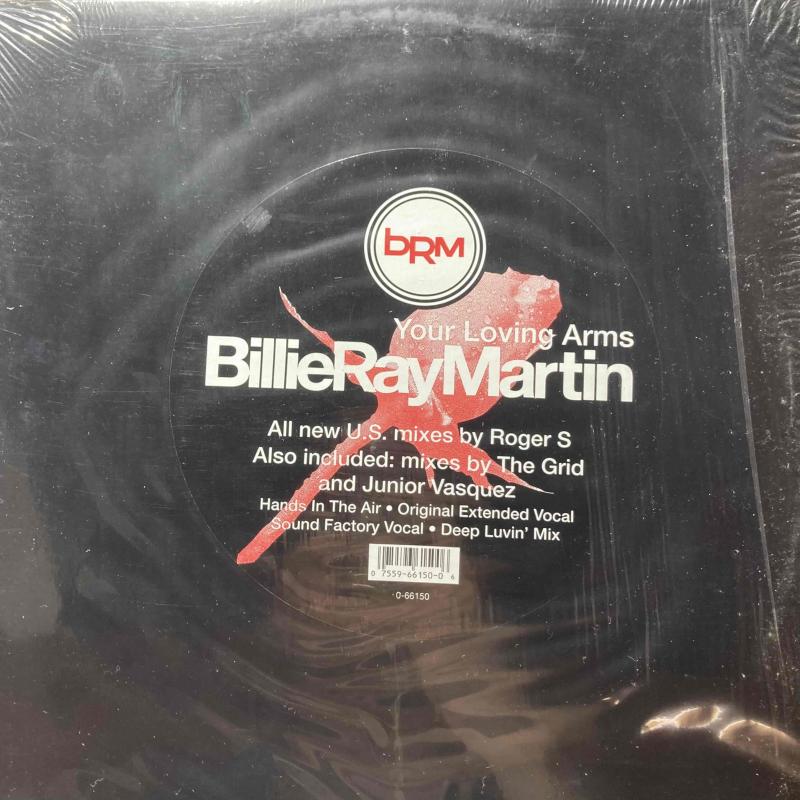 bRM
Your Loving Arms
BillieRayMartin
All new U.S. mixes by Roger S
Also included: mixes by The Grid
and Junior Vasquez
Hands In The Air • Original Extended Vocal
Sound Factory Vocal • Deep Luvin' Mix
0 7559-66150-0 6
0-66150